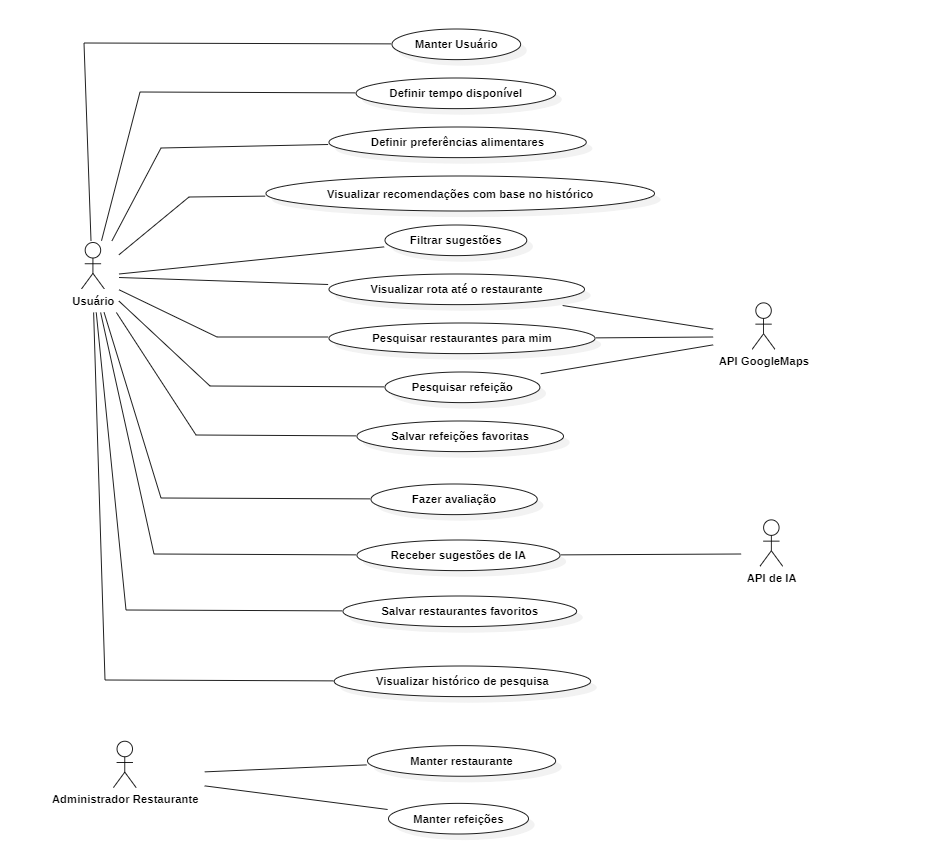 Manter Usuário
Definir tempo disponível
Definir preferências alimentares
Visualizar recomendações com base no histórico
Filtrar sugestões
Visualizar rota até o restaurante
Usuário
Pesquisar restaurantes para mim
API GoogleMaps
Pesquisar refeição
Salvar refeições favoritas
Fazer avaliação
Receber sugestões de IA
API de IA
Salvar restaurantes favoritos
Visualizar histórico de pesquisa
Manter restaurante
Administrador Restaurante
Manter refeições